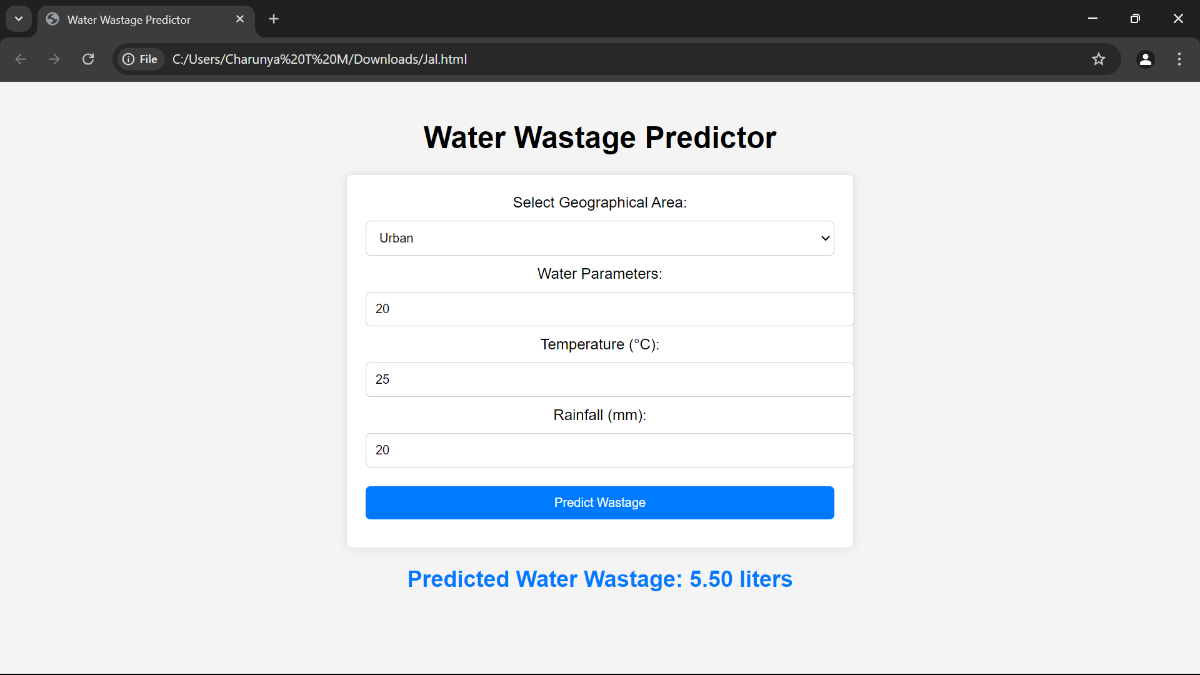 Water Wastage Predictor
File
C:/Users/Charunya%20T%20M/Downloads/Jal.html
Water Wastage Predictor
Select Geographical Area:
Urban
Water Parameters:
20
Temperature (°C):
25
Rainfall (mm):
20
Predict Wastage
Predicted Water Wastage: 5.50 liters